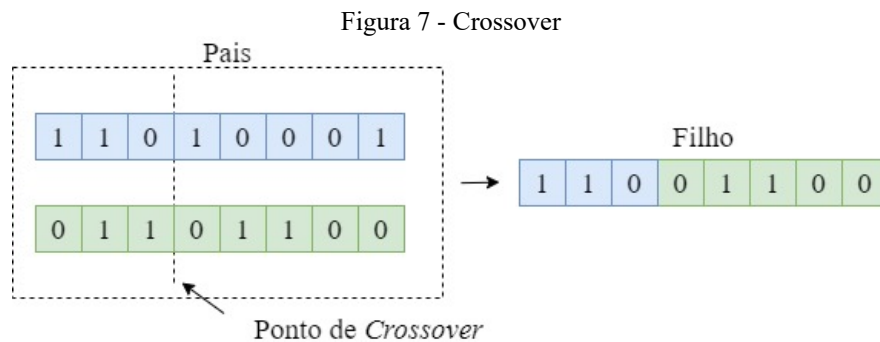 Figura 7 - Crossover
Pais
1 1 0 1 0 0 0 1
Filho
1 1 0 0 1 1 0 0
0 1 1 0 1 1 0 0
Ponto de Crossover